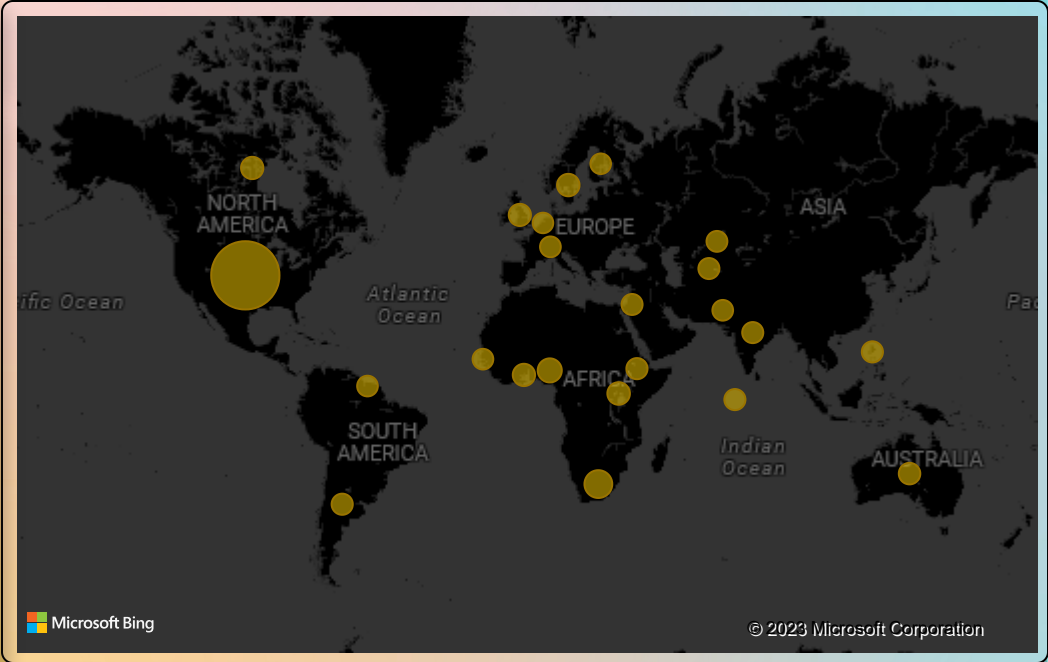 NORTH
AMERICA
EUROPE
ASIA
ific Ocean
Atlantic
Ocean
Pac
AFRICA
SOUTH
AMERICA
Indian
Ocean
AUSTRALIA
Microsoft Bing
© 2023 Microsoft Corporation